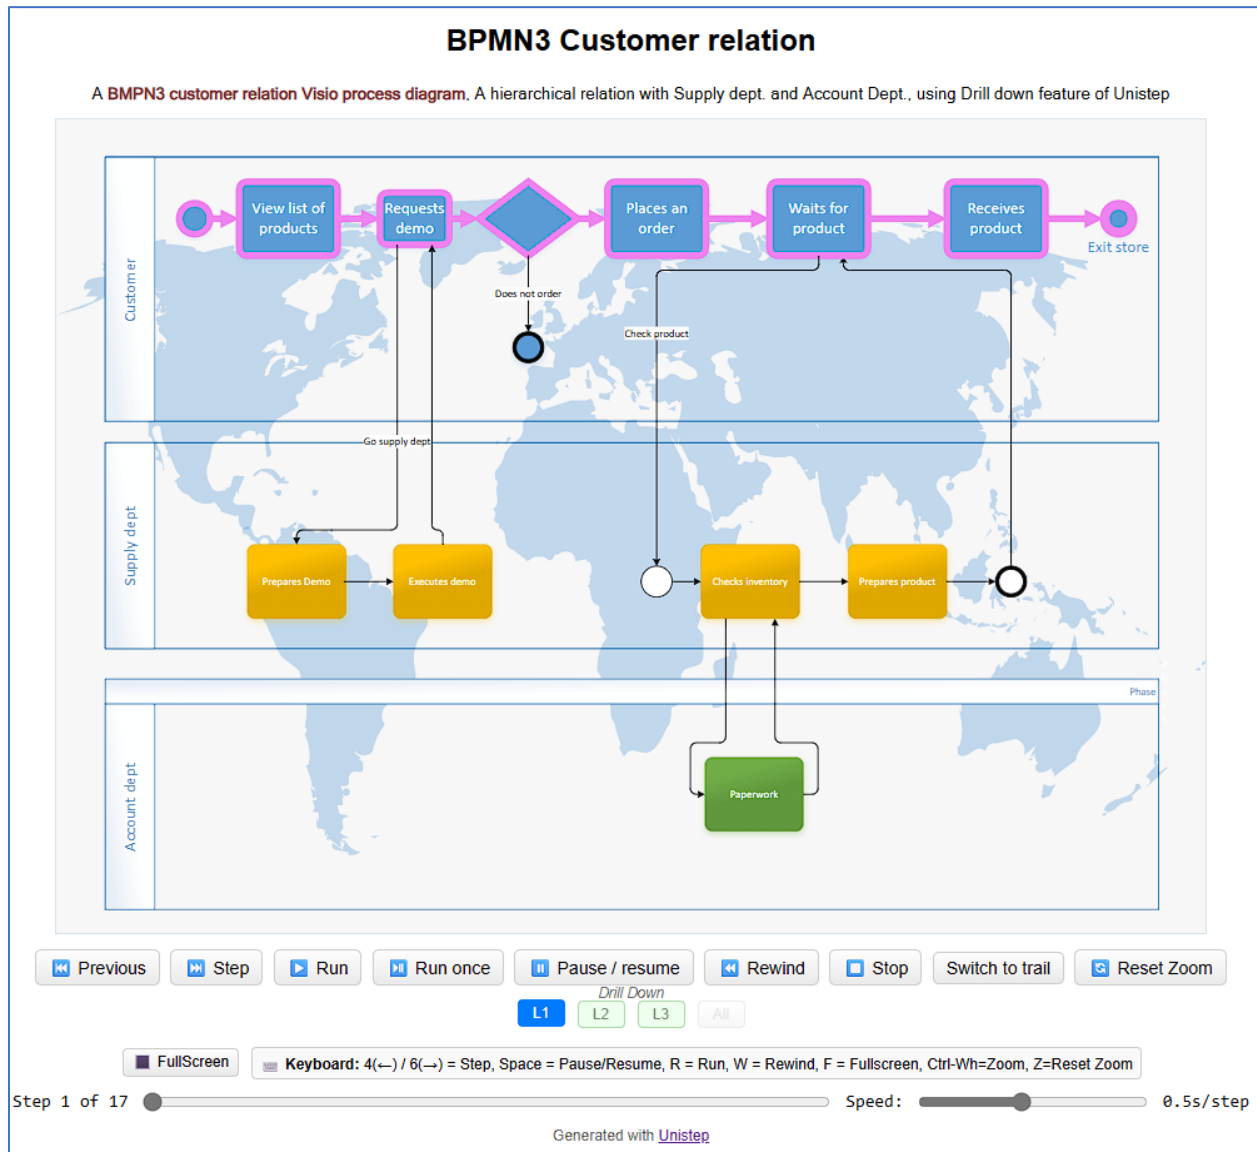 BPMN3 Customer relation
A BMPN3 customer relation Visio process diagram, A hierarchical relation with Supply dept. and Account Dept., using Drill down feature of Unistep
Customer
View list of
products
Requests
demo
Places an
order
Waits for
product
Receives
product
Exit store
Does not order
Check product
Go supply dept
Supply dept
Prepares Demo
Executes demo
Checks inventory
Prepares product
Phase
Account dept
Paperwork
Previous
Step
Run
Run once
Pause / resume
Rewind
Stop
Switch to trail
Reset Zoom
Drill Down
L1
L2
L3
All
FullScreen
Keyboard: 4(←) / 6(→) = Step, Space = Pause/Resume, R = Run, W = Rewind, F = Fullscreen, Ctrl-Wh=Zoom, Z=Reset Zoom
Step 1 of 17
Speed:
0.5s/step
Generated with Unistep